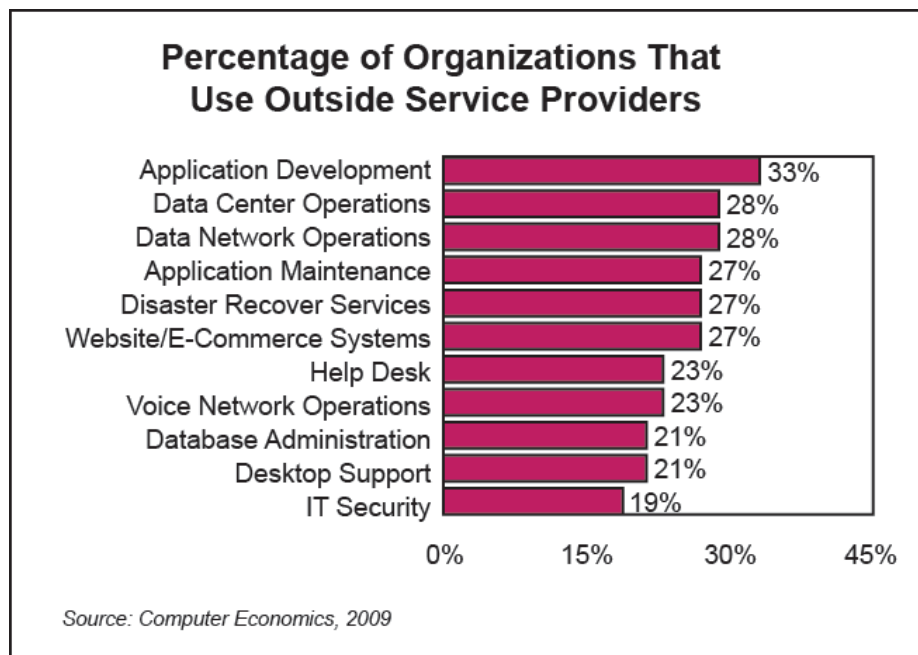 Percentage of Organizations That
Use Outside Service Providers
Application Development 33%
Data Center Operations 28%
Data Network Operations 28%
Application Maintenance 27%
Disaster Recover Services 27%
Website/E-Commerce Systems 27%
Help Desk 23%
Voice Network Operations 23%
Database Administration 21%
Desktop Support 21%
IT Security 19%
0% 15% 30% 45%
Source: Computer Economics, 2009